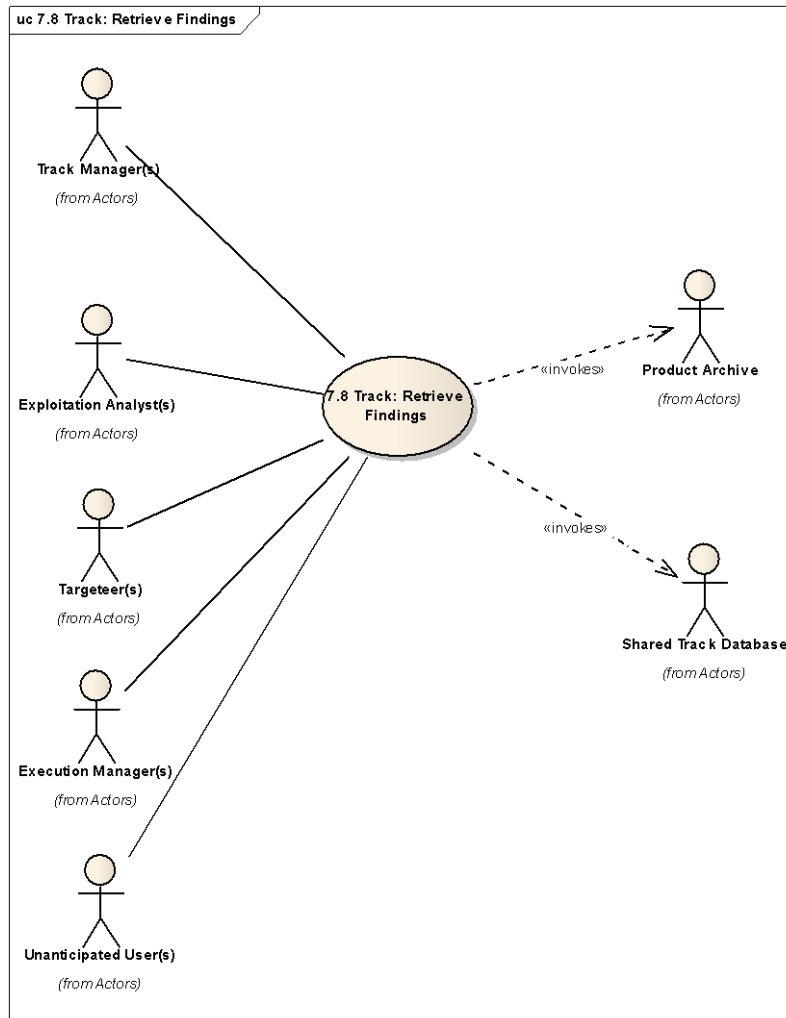 uc 7.8 Track: Retrieve Findings
Track Manager(s)
(from Actors)
Exploitation Analyst(s)
(from Actors)
Targeteer(s)
(from Actors)
Execution Manager(s)
(from Actors)
Unanticipated User(s)
(from Actors)
7.8 Track: Retrieve
Findings
«invokes»
«invokes»
Product Archive
(from Actors)
Shared Track Database
(from Actors)